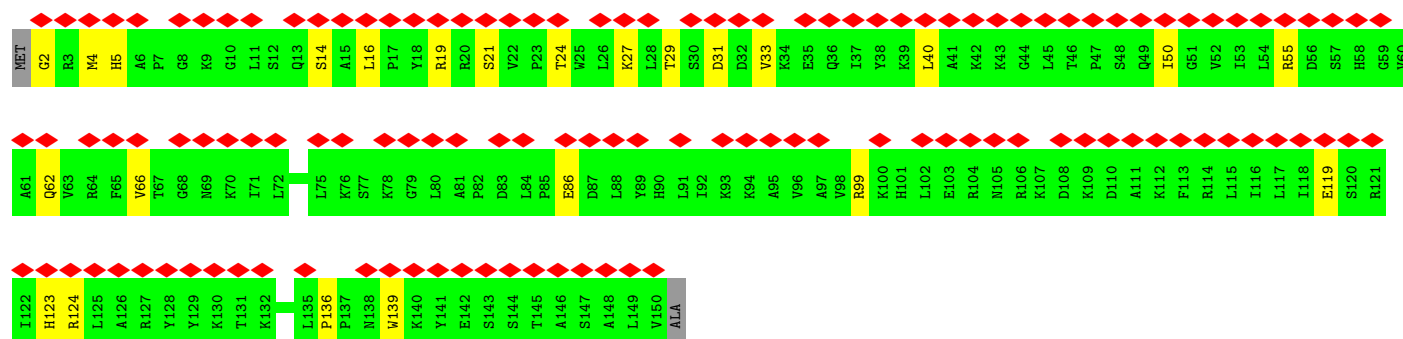 MET G2 R3 M4 H5 A6 P7 G8 K9 G10 L11 S12 Q13 S14 A15 L16 P17 Y18 R19 R20 S21 V22 P23 T24 W25 L26 K27 L28 T29 S30 D31 D32 V33 K34 E35 Q36 I37 Y38 K39 L40 A41 K42 K43 G44 L45 T46 P47 S48 Q49 I50 G51 V52 I53 L54 R55 D56 S57 H58 G59 V60
A61 Q62 V63 R64 F65 V66 T67 G68 N69 K70 I71 L72 L75 K76 S77 K78 G79 L80 A81 P82 D83 L84 P85 E86 D87 L88 Y89 H90 L91 I92 K93 K94 A95 V96 A97 V98 R99 K100 H101 L102 E103 R104 N105 R106 K107 D108 K109 D110 A111 K112 F113 R114 L115 I116 L117 I118 E119 S120 R121
I122 H123 R124 L125 A126 R127 Y128 Y129 K130 T131 K132 L135 P136 P137 N138 W139 K140 Y141 E142 S143 S144 T145 A146 S147 A148 L149 V150 ALA